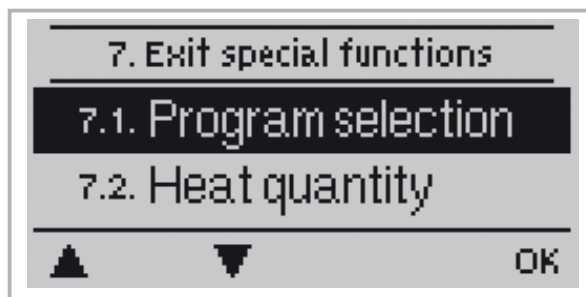 7. Exit special functions
7.1. Program selection
7.2. Heat quantity
▲ ▼ OK